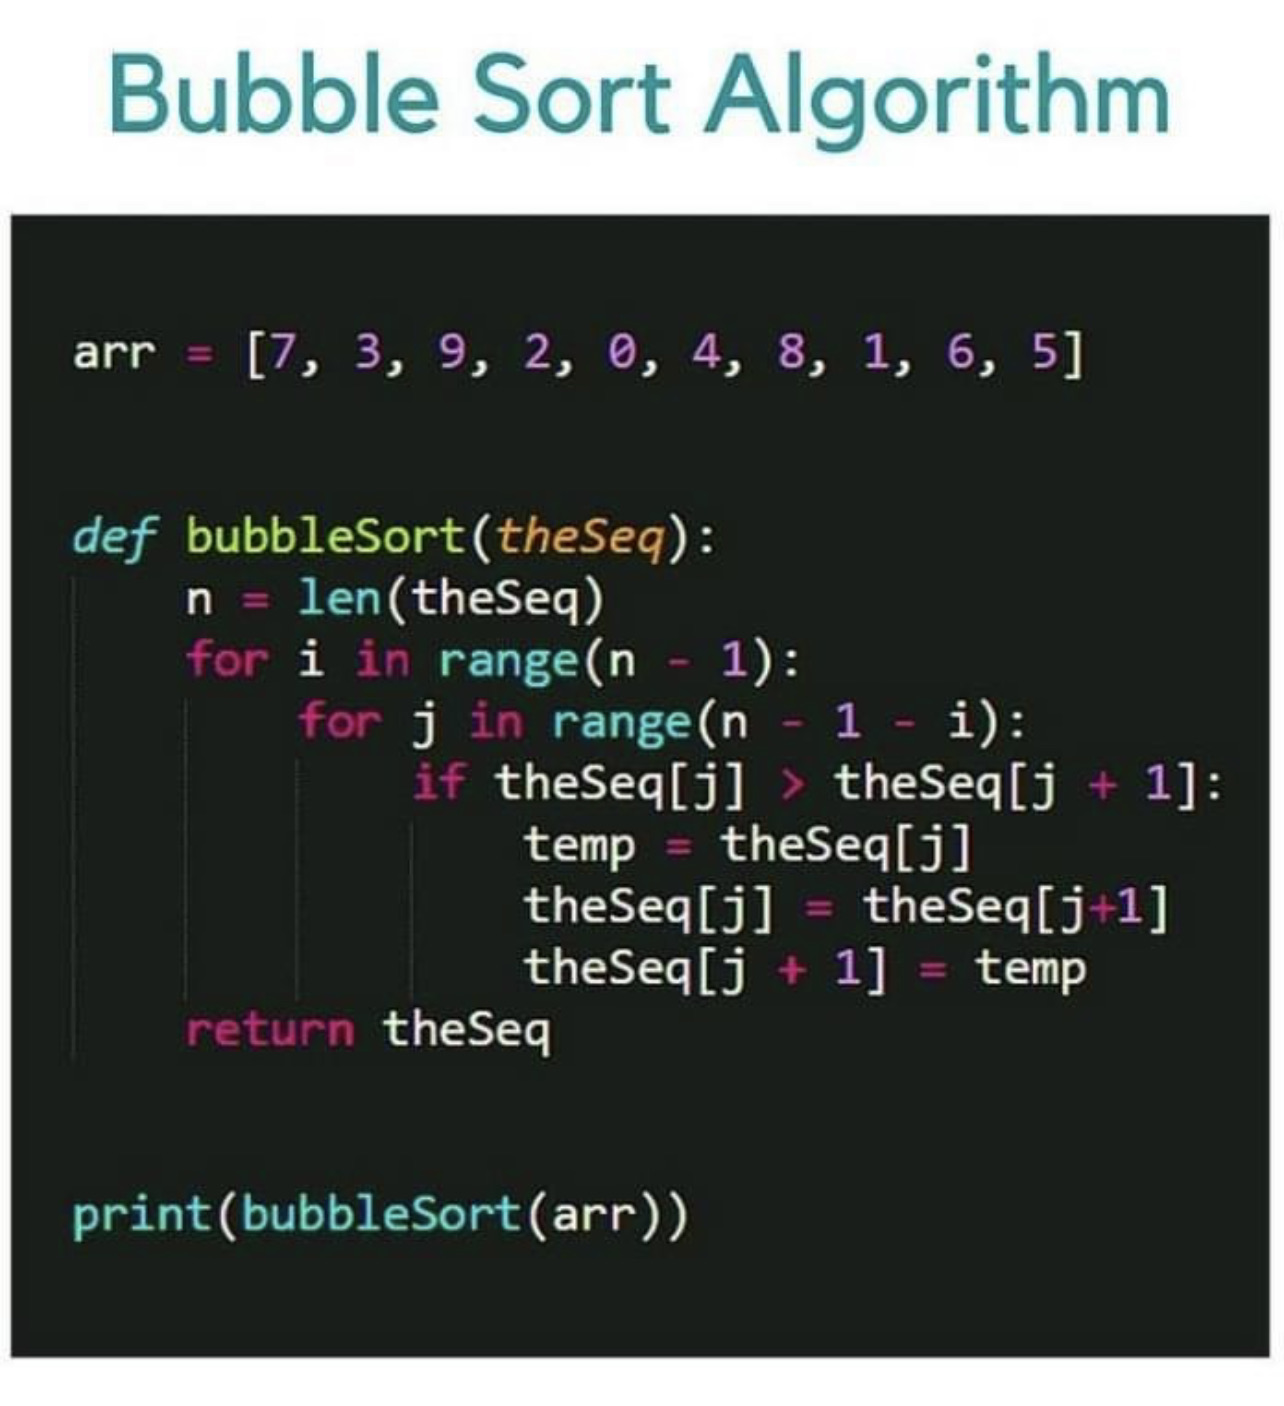 Bubble Sort Algorithm
arr = [7, 3, 9, 2, 0, 4, 8, 1, 6, 5]
def bubbleSort(theSeq):
    n = len(theSeq)
    for i in range(n - 1):
        for j in range(n - 1 - i):
            if theSeq[j] > theSeq[j + 1]:
                temp = theSeq[j]
                theSeq[j] = theSeq[j+1]
                theSeq[j + 1] = temp
    return theSeq
print(bubbleSort(arr))